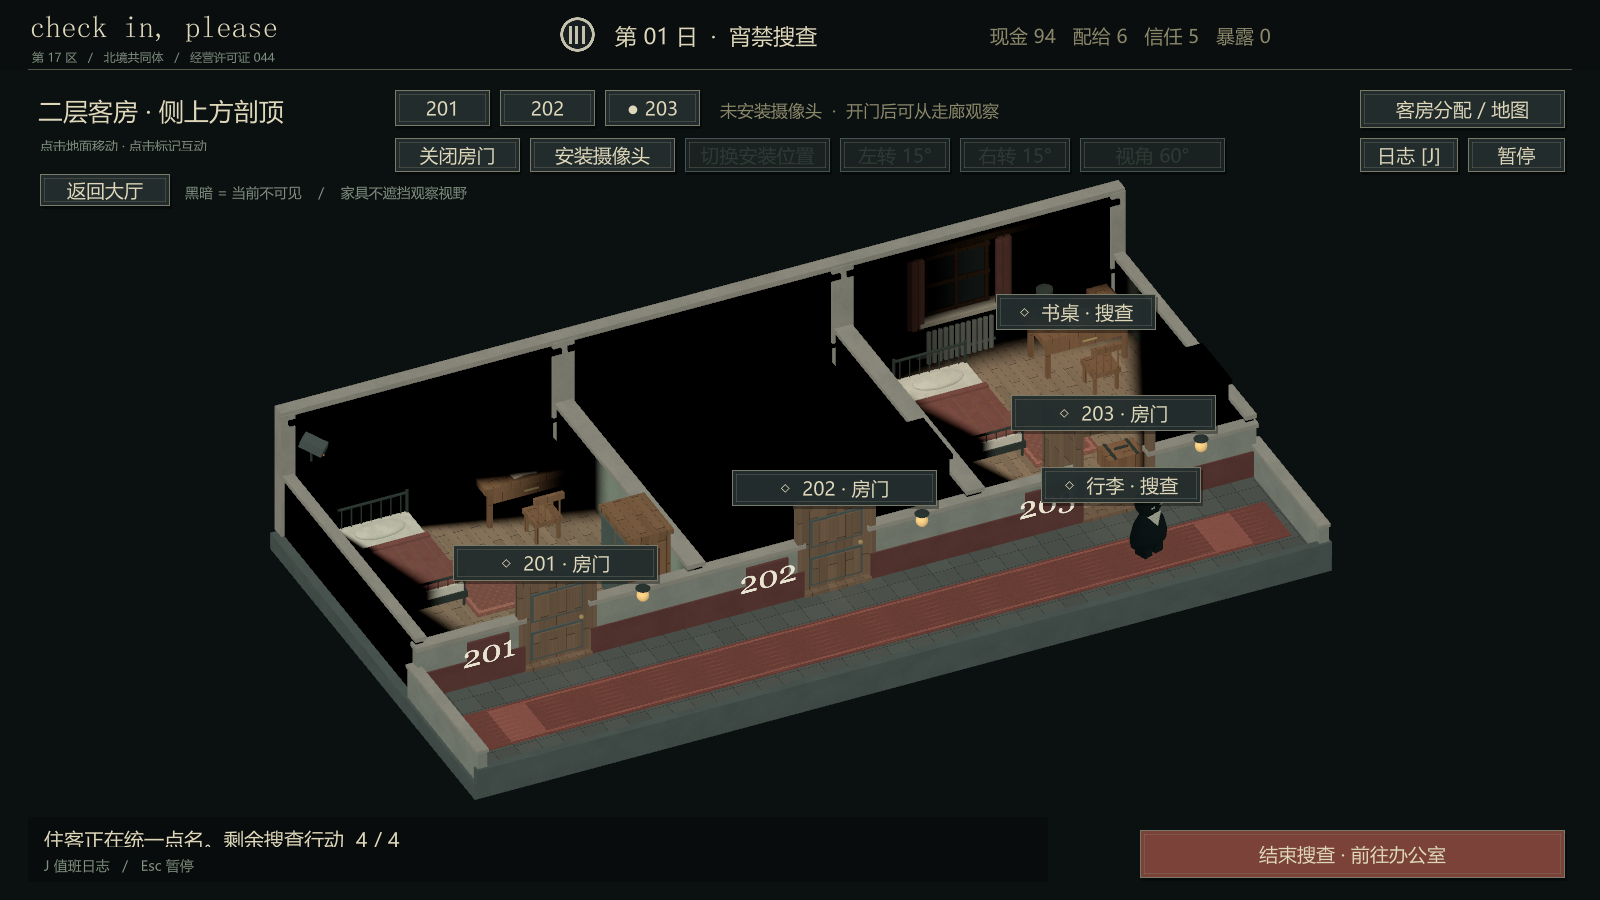 check in, please
第 17 区 / 北境共同体 / 经营许可证 044
第 01 日 · 宵禁搜查
现金 94 配给 6 信任 5 暴露 0
二层客房 · 侧上方剖顶
点击地面移动 · 点击标记互动
返回大厅
黑暗 = 当前不可见 / 家具不遮挡观察视野
201
202
● 203
未安装摄像头 · 开门后可从走廊观察
关闭房门
安装摄像头
切换安装位置
左转 15°
右转 15°
视角 60°
客房分配 / 地图
日志 [J]
暂停
◇ 书桌 · 搜查
◇ 203 · 房门
◇ 行李 · 搜查
203
◇ 202 · 房门
202
◇ 201 · 房门
201
住客正在统一点名。剩余搜查行动 4 / 4
J 值班日志 / Esc 暂停
结束搜查 · 前往办公室